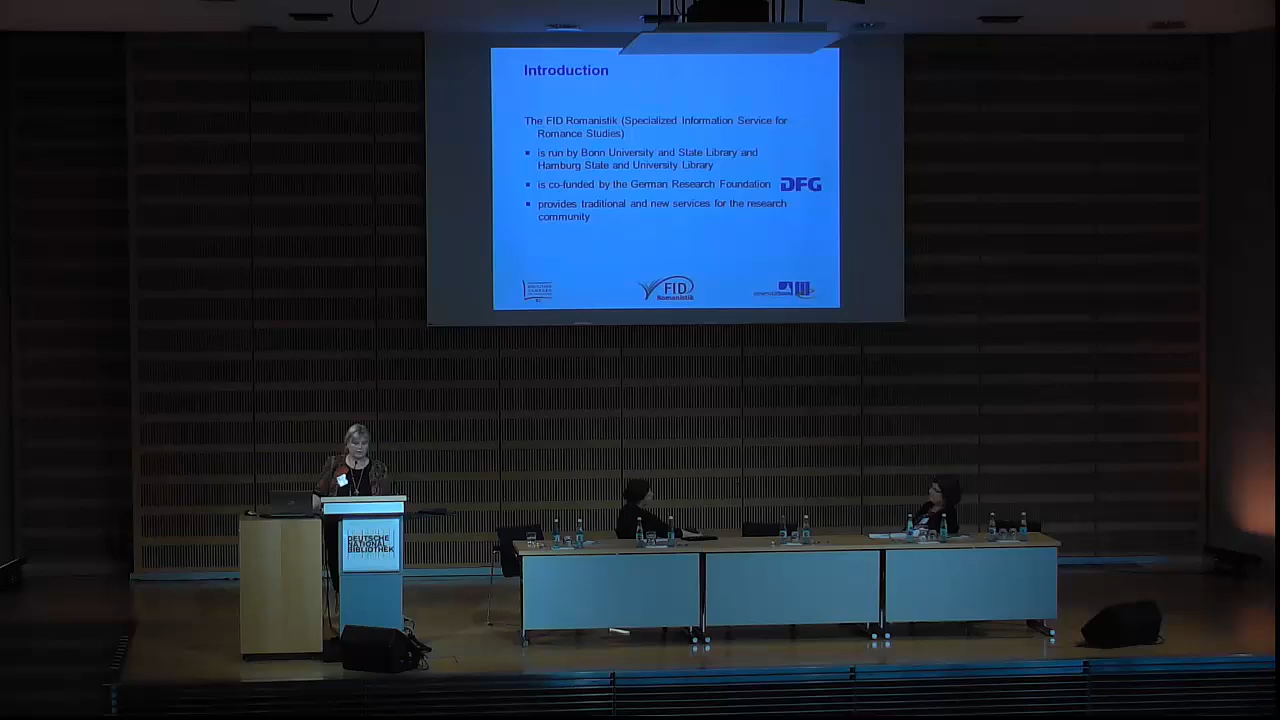 Introduction
The FID Romanistik (Specialized Information Service for
Romance Studies)
is run by Bonn University and State Library and
Hamburg State and University Library
is co-funded by the German Research Foundation DFG
provides traditional and new services for the research
community
FID
Romanistik
DEUTSCHE
NATIONAL
BIBLIOTHEK